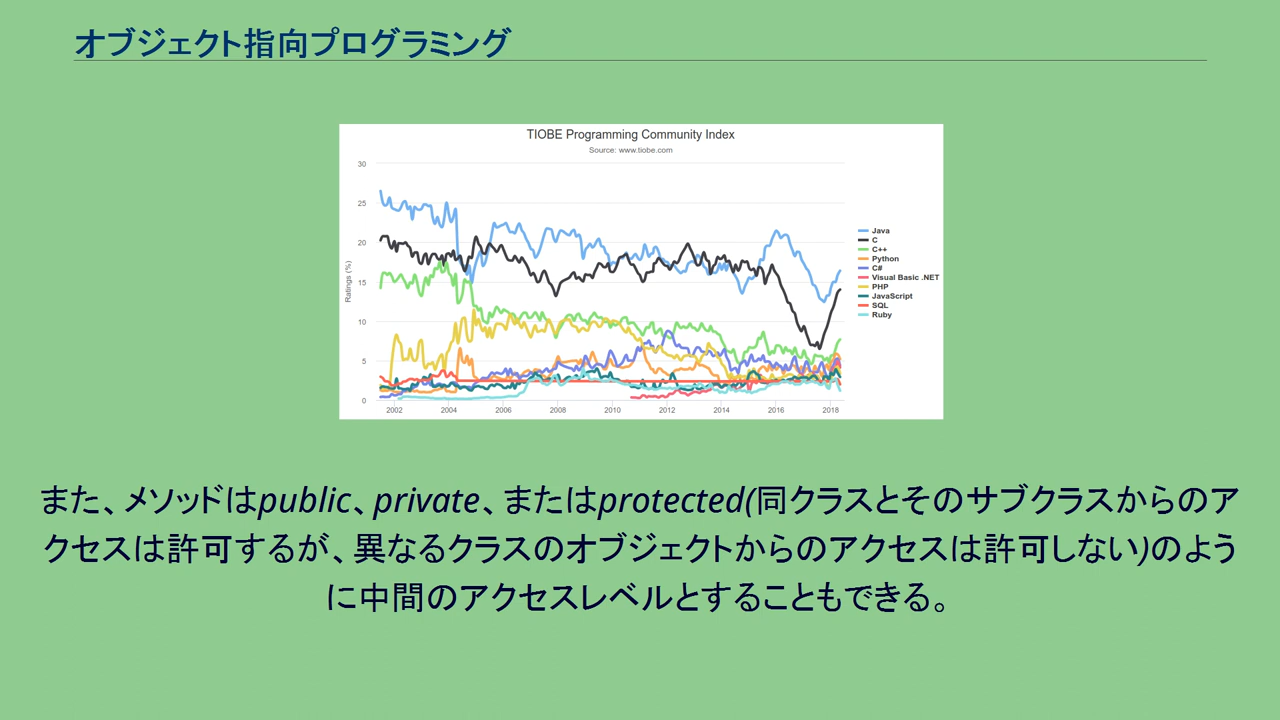 オブジェクト指向プログラミング
TIOBE Programming Community Index
Source: www.tiobe.com
Ratings (%)
30
25
20
15
10
5
0
2002 2004 2006 2008 2010 2012 2014 2016 2018
Java
C
C++
Python
C#
Visual Basic .NET
PHP
JavaScript
SQL
Ruby
また、メソッドはpublic、private、またはprotected(同クラスとそのサブクラスからのア
クセスは許可するが、異なるクラスのオブジェクトからのアクセスは許可しない)のよう
に中間のアクセスレベルとすることもできる。